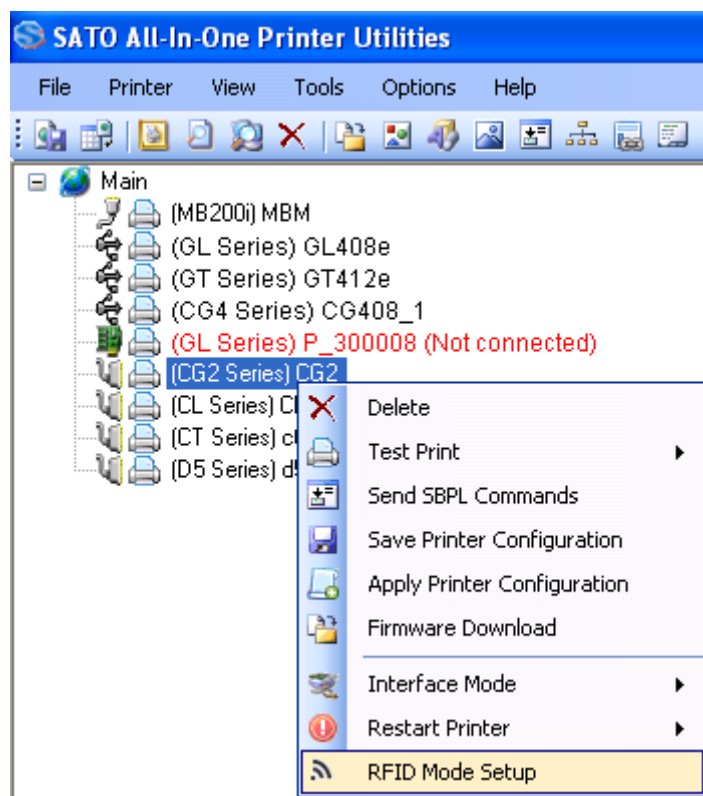 SATO All-In-One Printer Utilities
File Printer View Tools Options Help
Main
(MB200i) MBM
(GL Series) GL408e
(GT Series) GT412e
(CG4 Series) CG408_1
(GL Series) P_300008 (Not connected)
(CG2 Series) CG2
(CL Series)
(CT Series)
(D5 Series)
Delete
Test Print
Send SBPL Commands
Save Printer Configuration
Apply Printer Configuration
Firmware Download
Interface Mode
Restart Printer
RFID Mode Setup